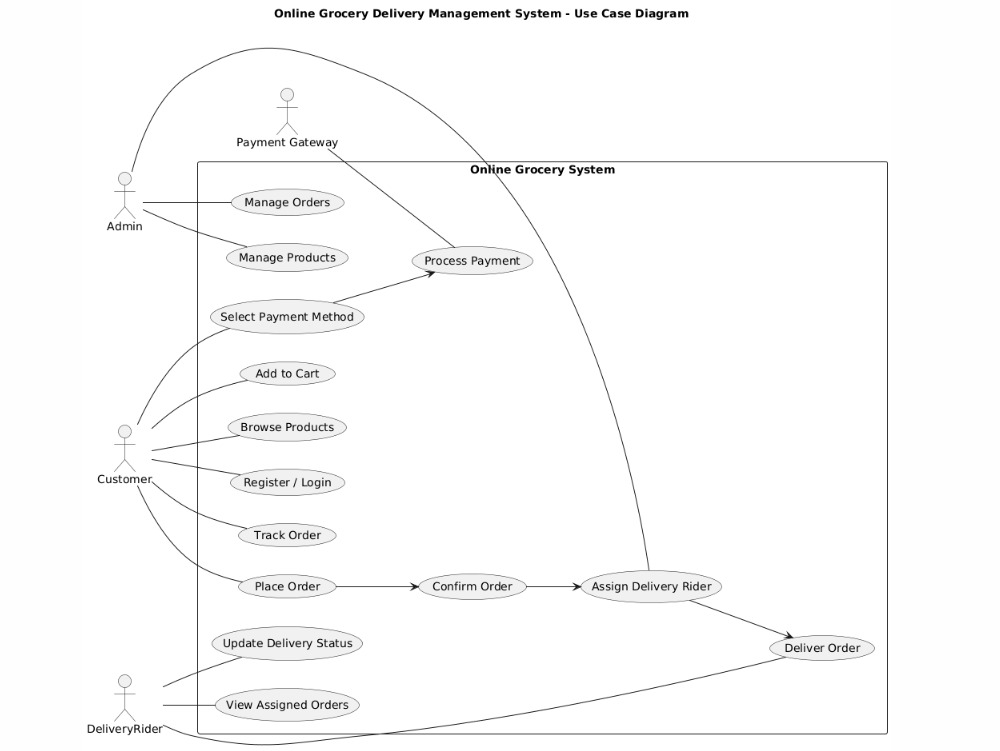 Online Grocery Delivery Management System - Use Case Diagram
Payment Gateway
Online Grocery System
Admin
Manage Orders
Manage Products
Process Payment
Select Payment Method
Add to Cart
Browse Products
Customer
Register / Login
Track Order
Place Order
Confirm Order
Assign Delivery Rider
Update Delivery Status
Deliver Order
View Assigned Orders
DeliveryRider